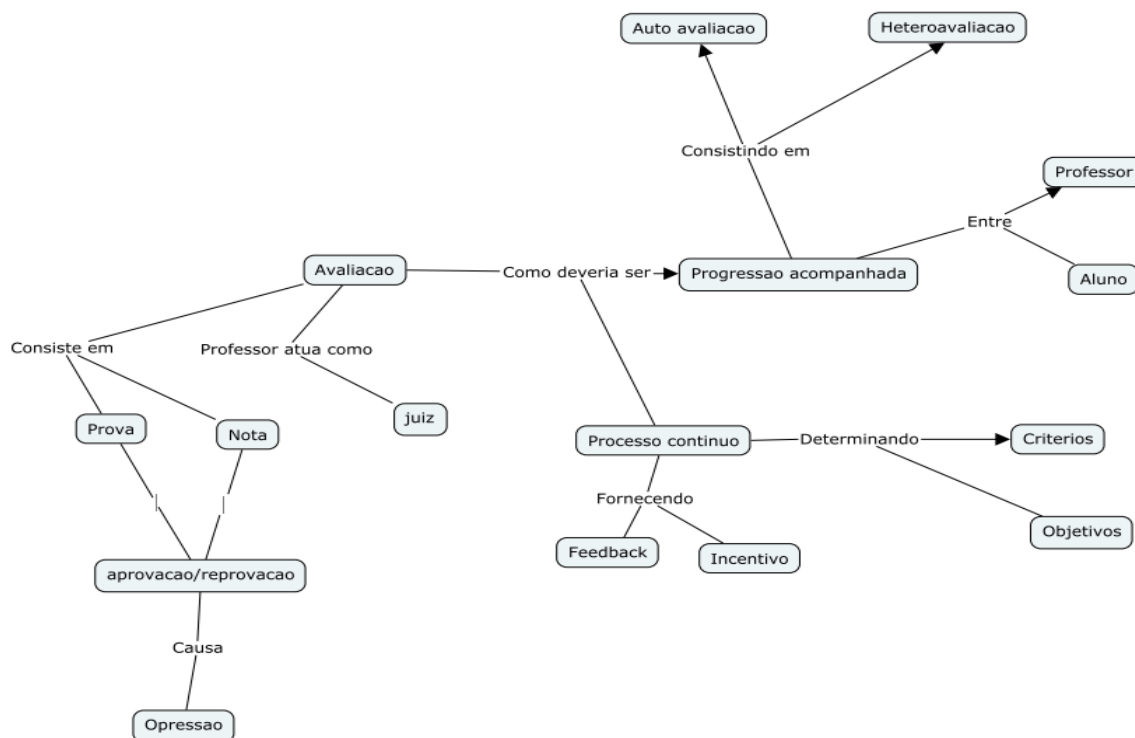 Auto avaliacao
Heteroavaliacao
Consistindo em
Professor
Entre
Avaliacao
Como deveria ser
Progressao acompanhada
Aluno
Consiste em
Professor atua como
juiz
Prova
Nota
Processo continuo
Determinando
Criterios
Fornecendo
Objetivos
Feedback
Incentivo
aprovacao/reprovacao
Causa
Opressao